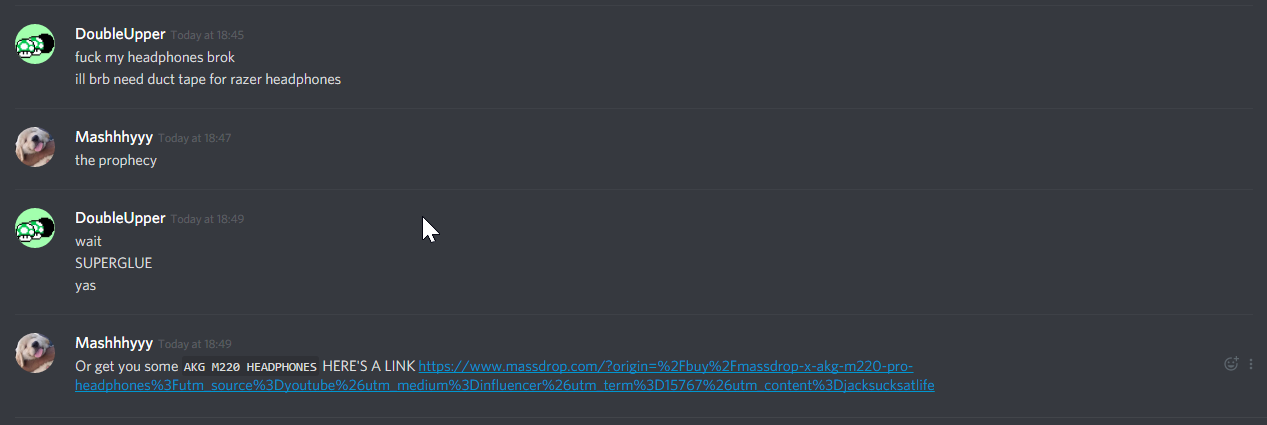 DoubleUpper Today at 18:45
fuck my headphones brok
ill brb need duct tape for razer headphones
Mashhhyyy Today at 18:47
the prophecy
DoubleUpper Today at 18:49
wait
SUPERGLUE
yas
Mashhhyyy Today at 18:49
Or get you some AKG M220 HEADPHONES HERE'S A LINK https://www.massdrop.com/?origin=%2Fbuy%2Fmassdrop-x-akg-m220-pro-
headphones%3Futm_source%3Dyoutube%26utm_medium%3Dinfluencer%26utm_term%3D15767%26utm_content%3Djacksucksatlife